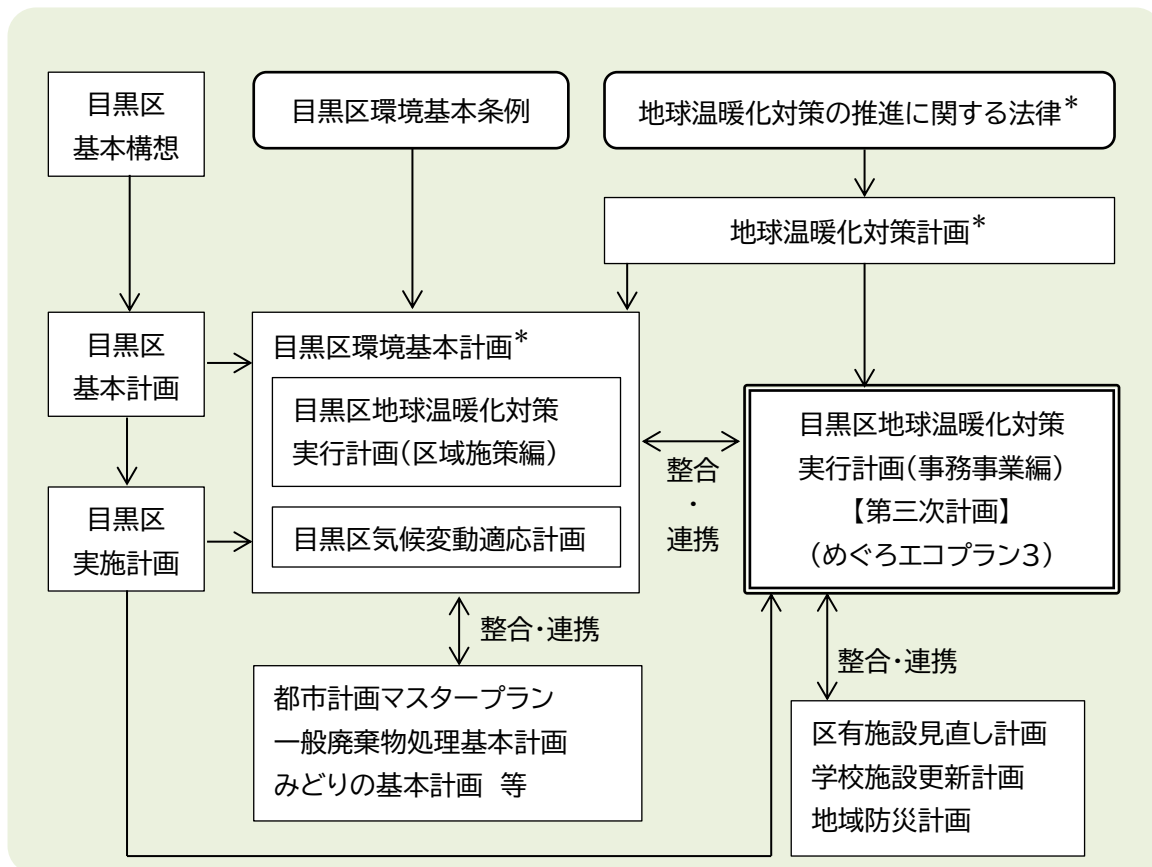 目黒区
基本構想
目黒区環境基本条例
地球温暖化対策の推進に関する法律*
地球温暖化対策計画*
目黒区
基本計画
目黒区環境基本計画*
目黒区地球温暖化対策
実行計画(区域施策編)
目黒区気候変動適応計画
整合
・
連携
目黒区地球温暖化対策
実行計画(事務事業編)
【第三次計画】
(めぐろエコプラン3)
目黒区
実施計画
整合・連携
都市計画マスタープラン
一般廃棄物処理基本計画
みどりの基本計画 等
整合・連携
区有施設見直し計画
学校施設更新計画
地域防災計画